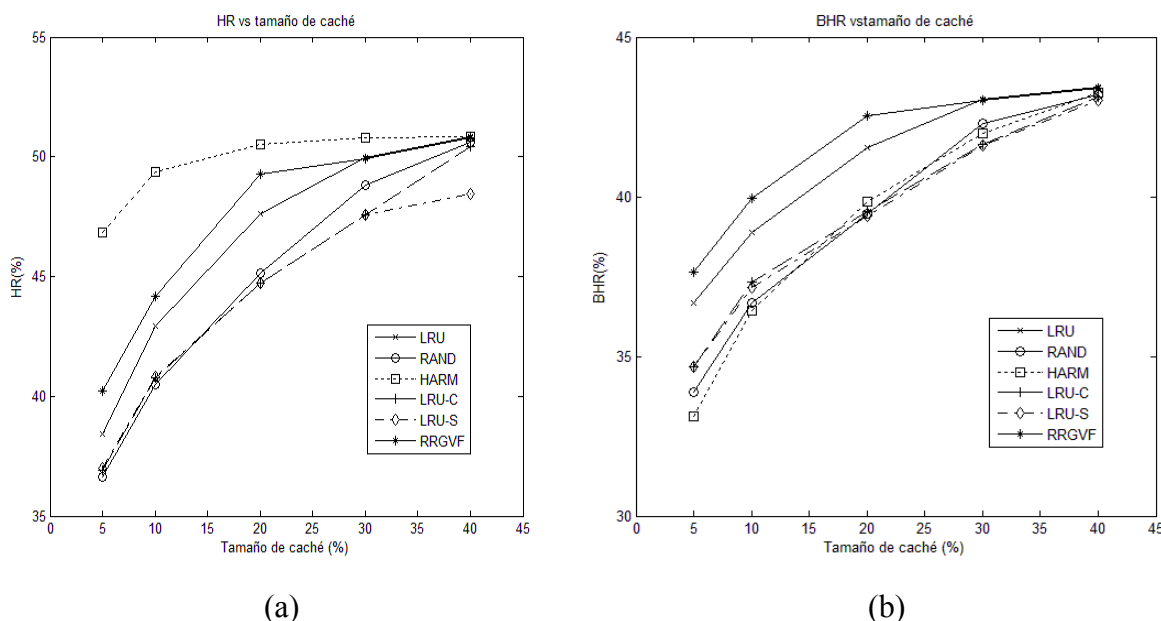 HR vs tamaño de caché
55
50
45
40
35
HR(%)
0 5 10 15 20 25 30 35 40 45
Tamaño de caché (%)
LRU
RAND
HARM
LRU-C
LRU-S
RRGVF
(a)
BHR vstamaño de caché
45
40
35
30
BHR(%)
0 5 10 15 20 25 30 35 40 45
Tamaño de caché (%)
LRU
RAND
HARM
LRU-C
LRU-S
RRGVF
(b)